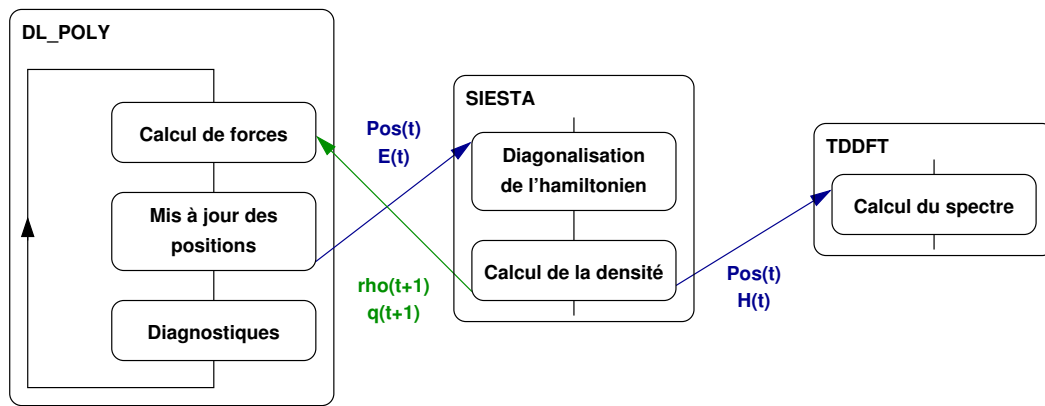 DL_POLY
Calcul de forces
Mis à jour des
positions
Diagnostiques
Pos(t)
E(t)
rho(t+1)
q(t+1)
SIESTA
Diagonalisation
de l'hamiltonien
Calcul de la densité
Pos(t)
H(t)
TDDFT
Calcul du spectre